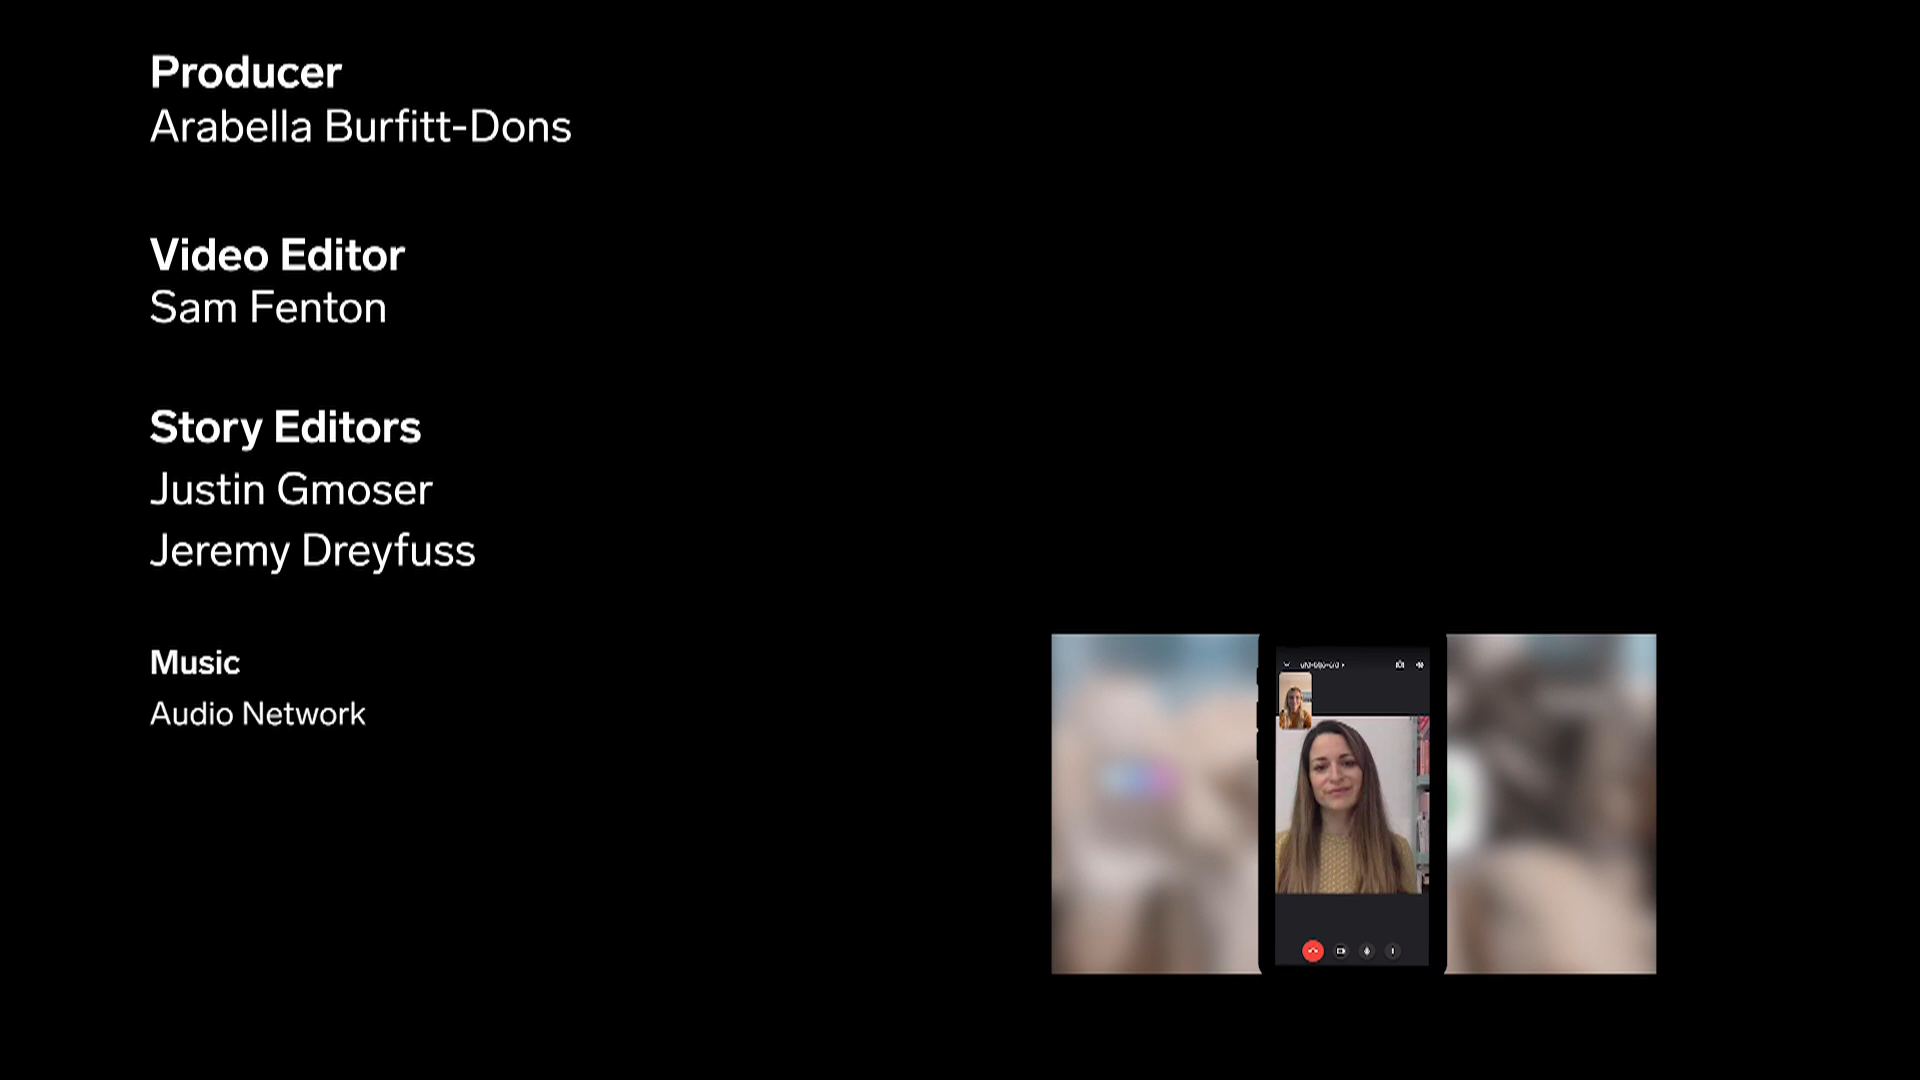 Producer
Arabella Burfitt-Dons
Video Editor
Sam Fenton
Story Editors
Justin Gmoser
Jeremy Dreyfuss
Music
Audio Network